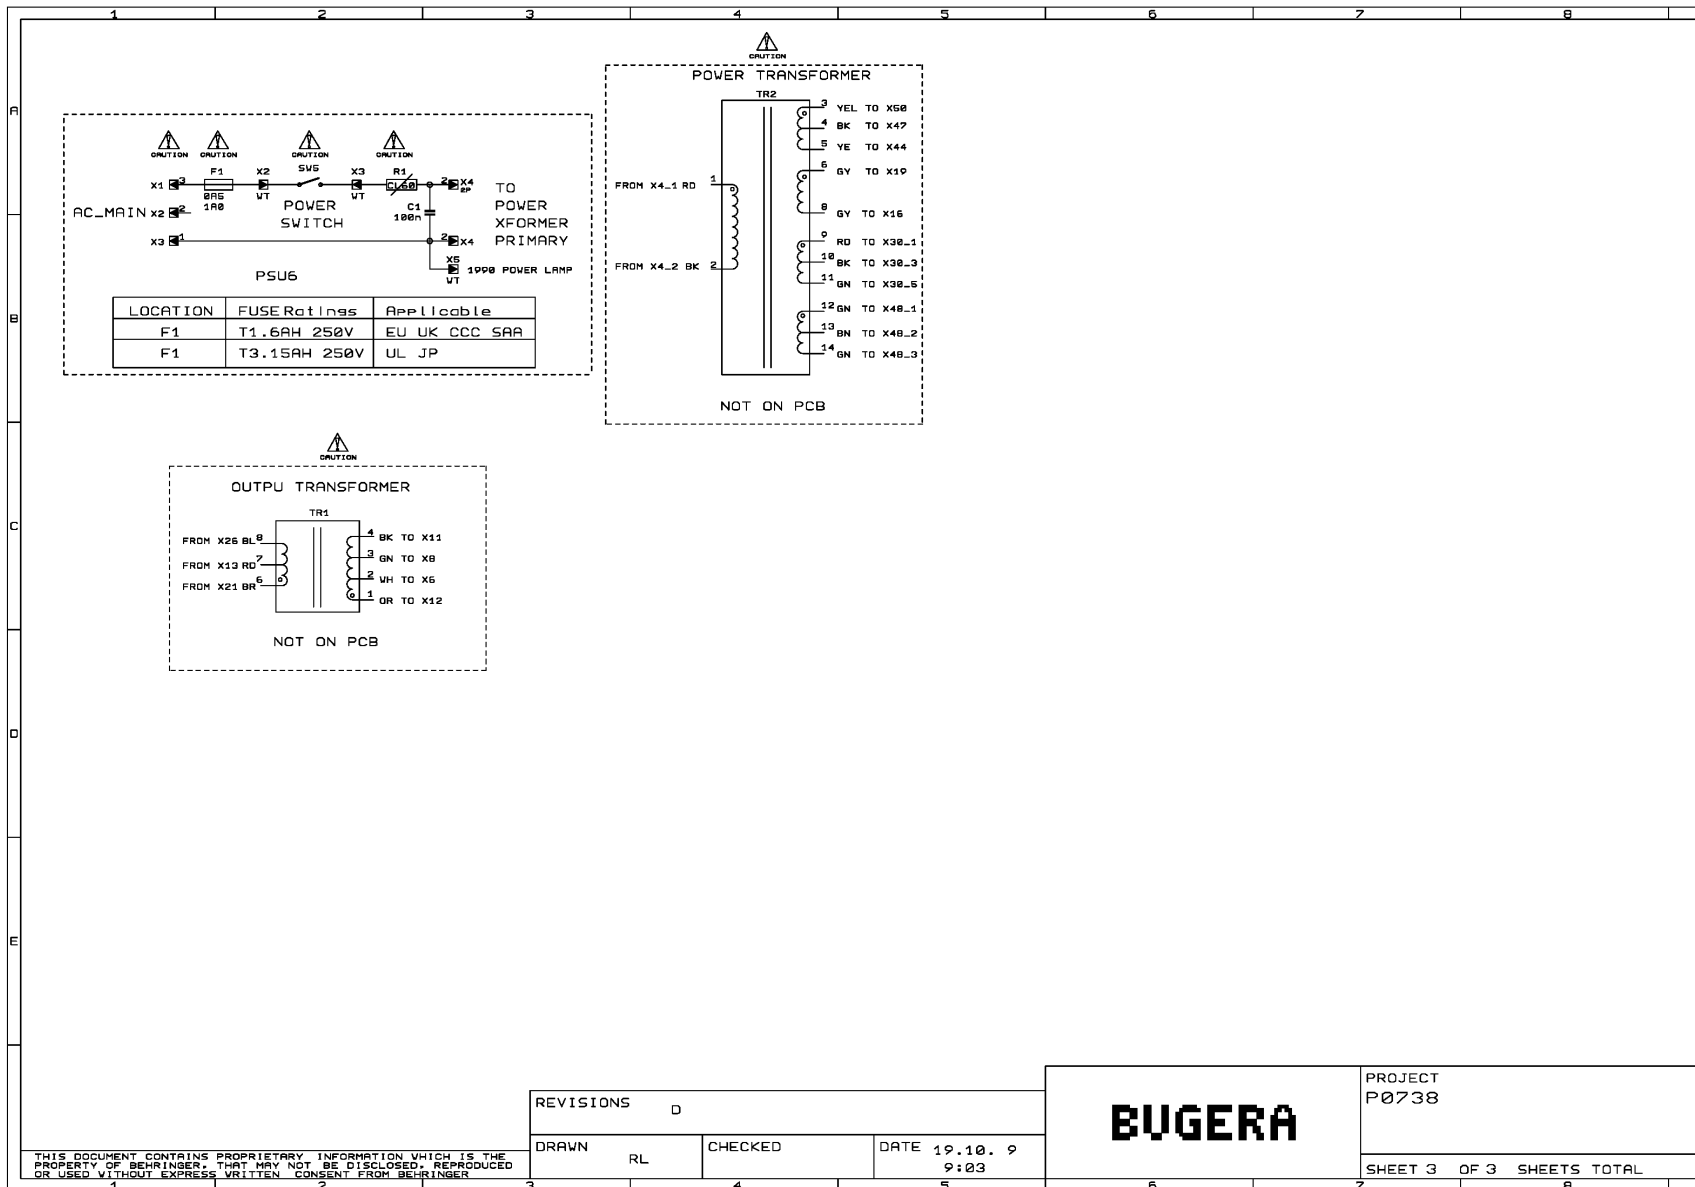 1 2 3 4 5 6 7 8
A
B
C
D
E
CAUTION CAUTION CAUTION CAUTION
X1 3 F1 X2 SW5 X3 R1 2 X4
0A5 WT WT CL60 2P
1A0
AC_MAIN X2 2
POWER
SWITCH
C1
100n
X3 1
2 X4
TO
POWER
XFORMER
PRIMARY
X5
WT
1990 POWER LAMP
PSU6
LOCATION FUSE Ratings Applicable
F1 T1.6AH 250V EU UK CCC SAA
F1 T3.15AH 250V UL JP
CAUTION
POWER TRANSFORMER
TR2
FROM X4_1 RD 1
FROM X4_2 BK 2
3 YEL TO X50
4 BK TO X47
5 YE TO X44
6 GY TO X19
8 GY TO X16
9 RD TO X30_1
10 BK TO X30_3
11 GN TO X30_5
12 GN TO X48_1
13 BN TO X48_2
14 GN TO X48_3
NOT ON PCB
CAUTION
OUTPU TRANSFORMER
TR1
FROM X26 BL 8
FROM X13 RD 7
FROM X21 BR 6
4 BK TO X11
3 GN TO X8
2 WH TO X6
1 OR TO X12
NOT ON PCB
THIS DOCUMENT CONTAINS PROPRIETARY INFORMATION WHICH IS THE
PROPERTY OF BEHRINGER. THAT MAY NOT BE DISCLOSED. REPRODUCED
OR USED WITHOUT EXPRESS WRITTEN CONSENT FROM BEHRINGER
REVISIONS D
DRAWN RL
CHECKED
DATE 19.10. 9
9:03
BUGERA
PROJECT
P0738
SHEET 3 OF 3 SHEETS TOTAL
1 2 3 4 5 6 7 8